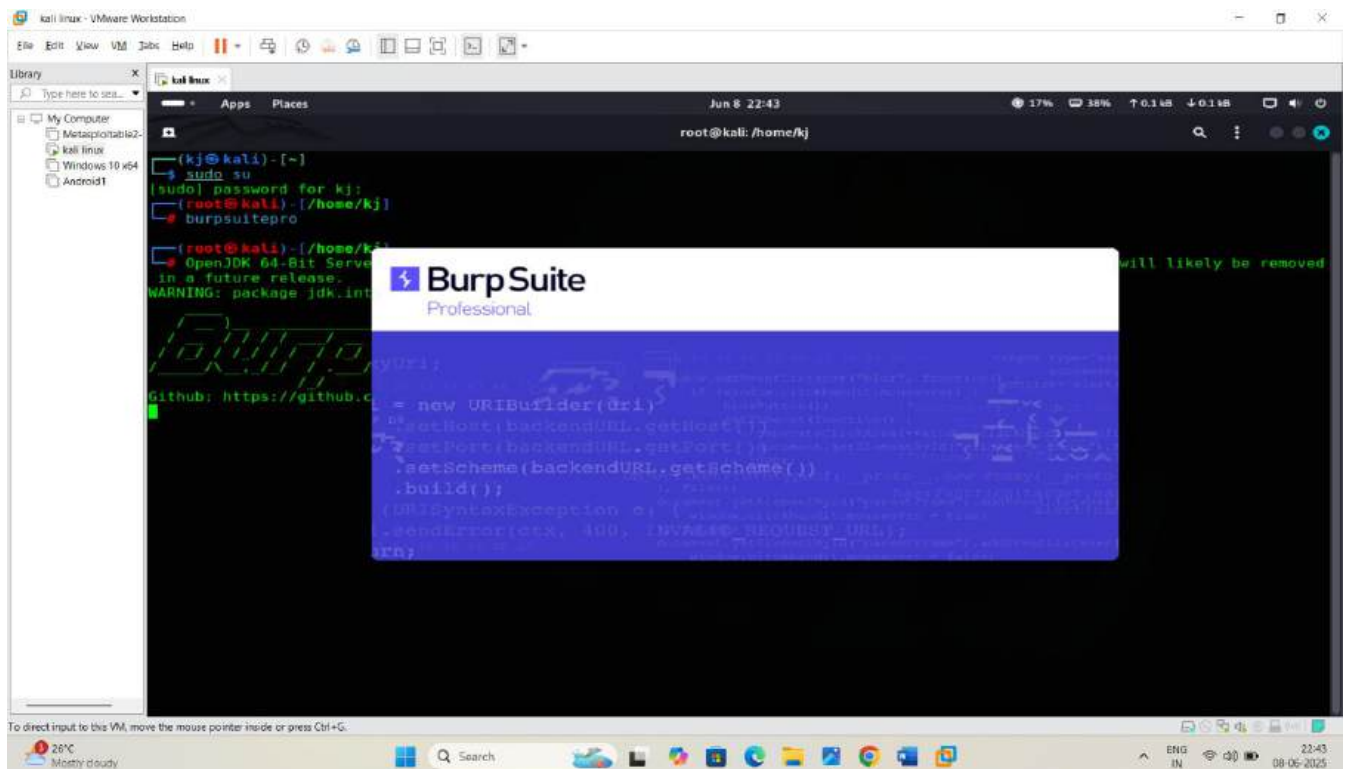 kali linux - VMware Workstation
File Edit View VM Tabs Help
Library
Type here to sea...
kali linux
My Computer
Metasploitable2-
kali linux
Windows 10 x64
Android1
Apps Places
Jun 8 22:43
17% 38% ↑ 0.1 kB ↓ 0.1 kB
root@kali: /home/kj
(kj㉿kali)-[~]
$ sudo su
[sudo] password for kj:
(root㉿kali)-[/home/kj]
# burpsuitepro
(root㉿kali)-[/home/kj]
# OpenJDK 64-Bit Serve
will likely be removed
in a future release.
WARNING: package jdk.int
Burp
Github: https://github.c
Burp Suite
Professional
= new URIBuilder(uri)
.setHost(backendURL.getHost())
.setPort(backendURL.getPort())
.setScheme(backendURL.getScheme())
.build();
(URISyntaxException e) {
.sendError(ctx, 400, INVALID_REQUEST_URL);
To direct input to this VM, move the mouse pointer inside or press Ctrl+G.
26°C
Mostly cloudy
Search
ENG
IN
22:43
08-06-2025